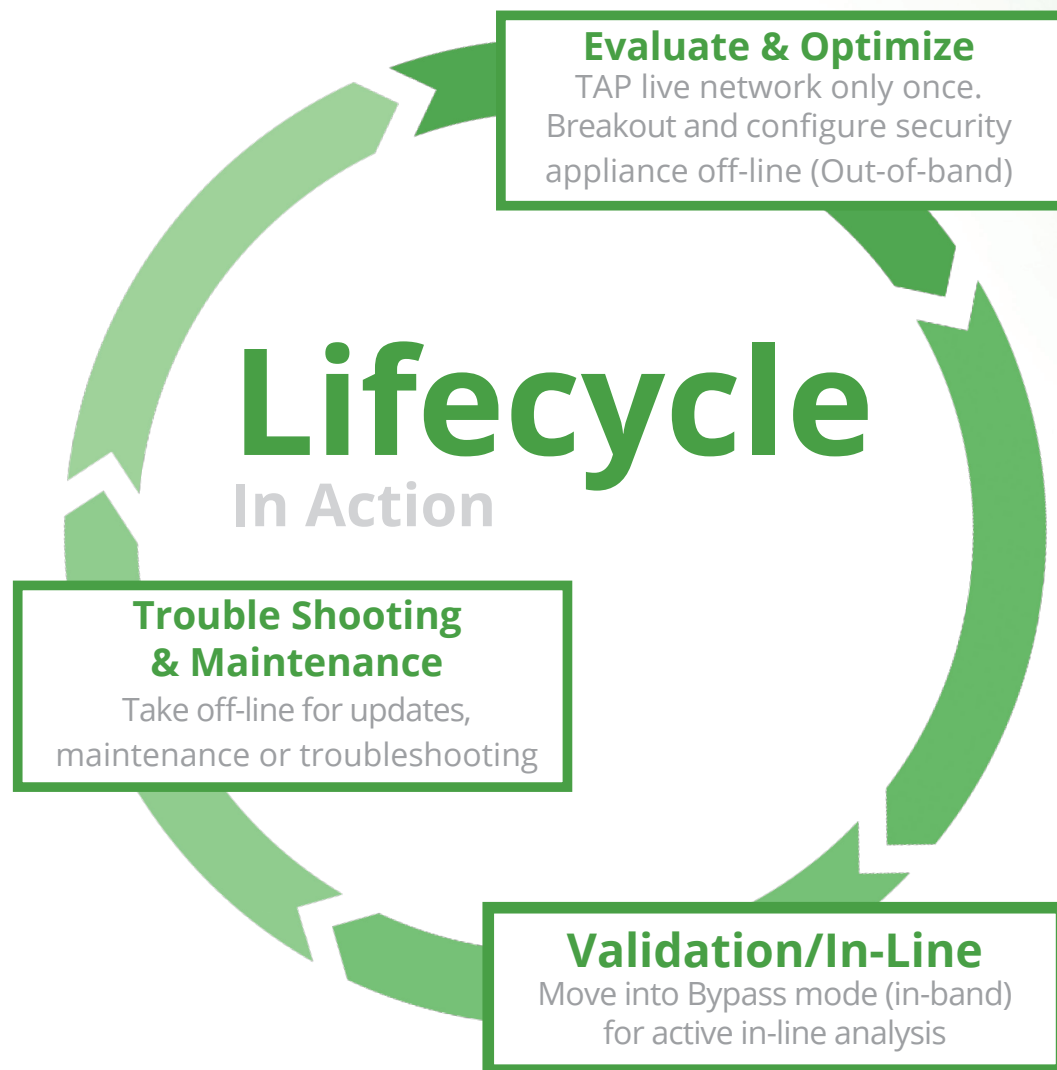 Evaluate & Optimize
TAP live network only once.
Breakout and configure security
appliance off-line (Out-of-band)
Lifecycle
In Action
Trouble Shooting
& Maintenance
Take off-line for updates,
maintenance or troubleshooting
Validation/In-Line
Move into Bypass mode (in-band)
for active in-line analysis